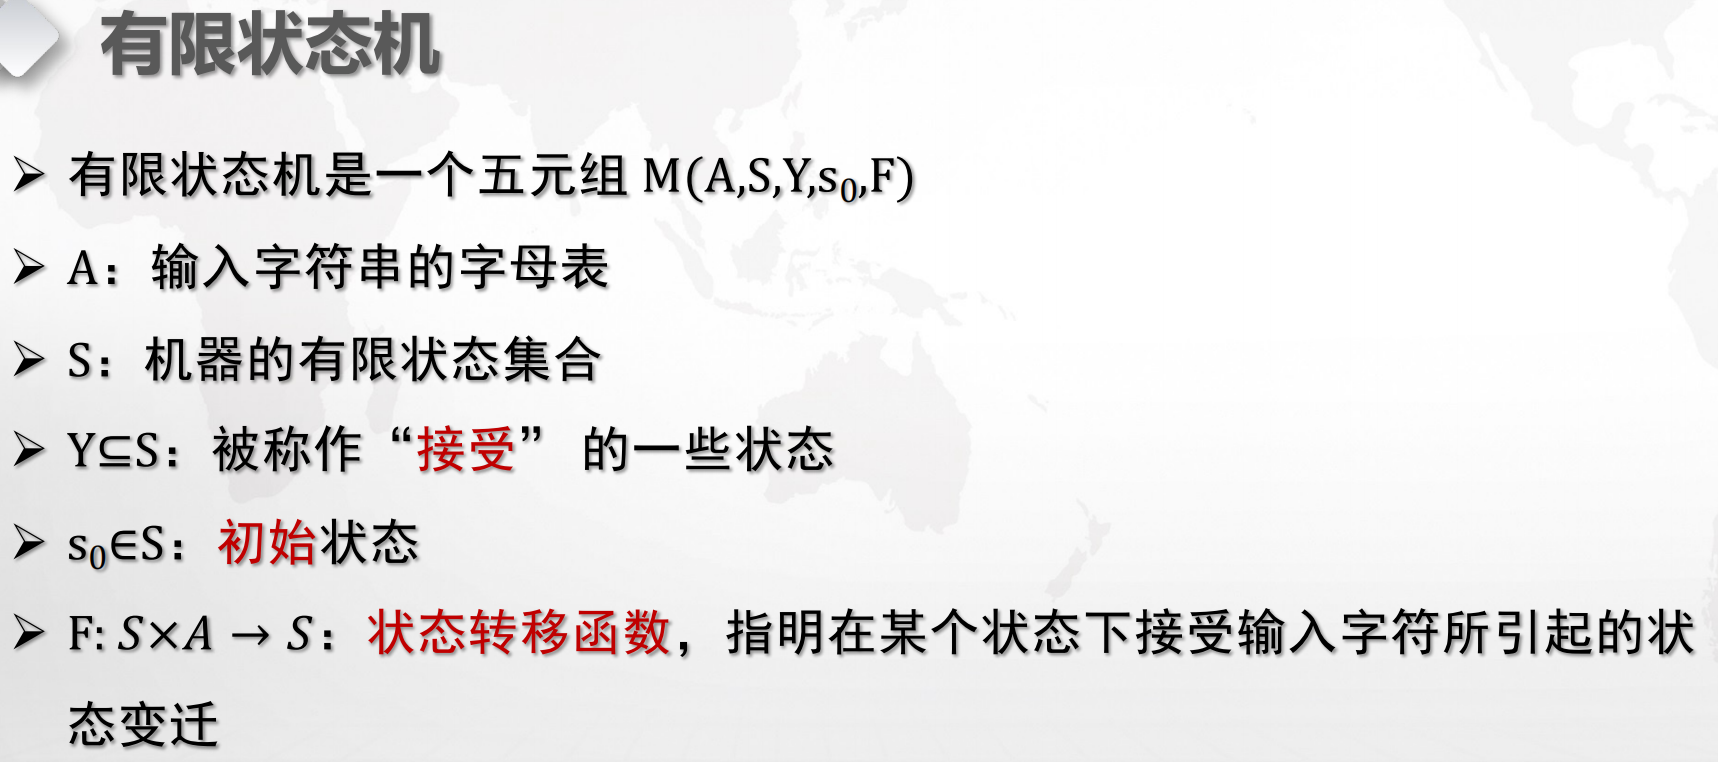 有限状态机
➢ 有限状态机是一个五元组 M(A,S,Y,s₀,F)
➢ A：输入字符串的字母表
➢ S：机器的有限状态集合
➢ Y⊆S：被称作“接受” 的一些状态
➢ s₀∈S：初始状态
➢ F: S×A → S：状态转移函数，指明在某个状态下接受输入字符所引起的状
态变迁